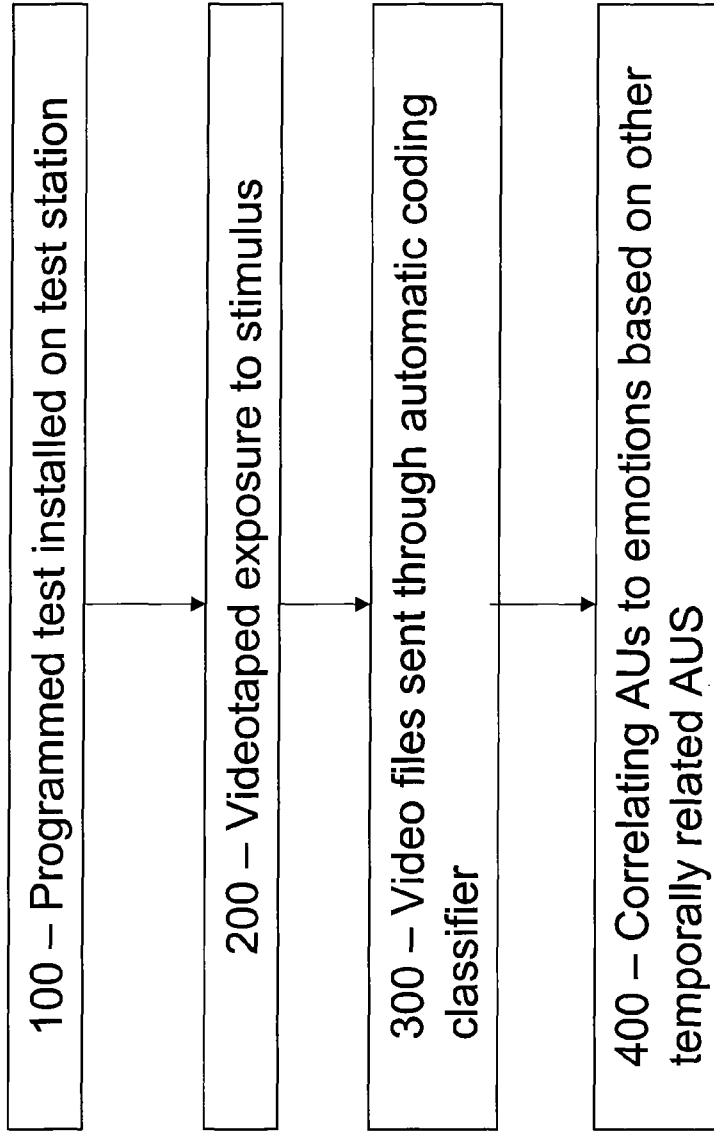 100 – Programmed test installed on test station
200 – Videotaped exposure to stimulus
300 – Video files sent through automatic coding
classifier
400 – Correlating AUs to emotions based on other
temporally related AUS